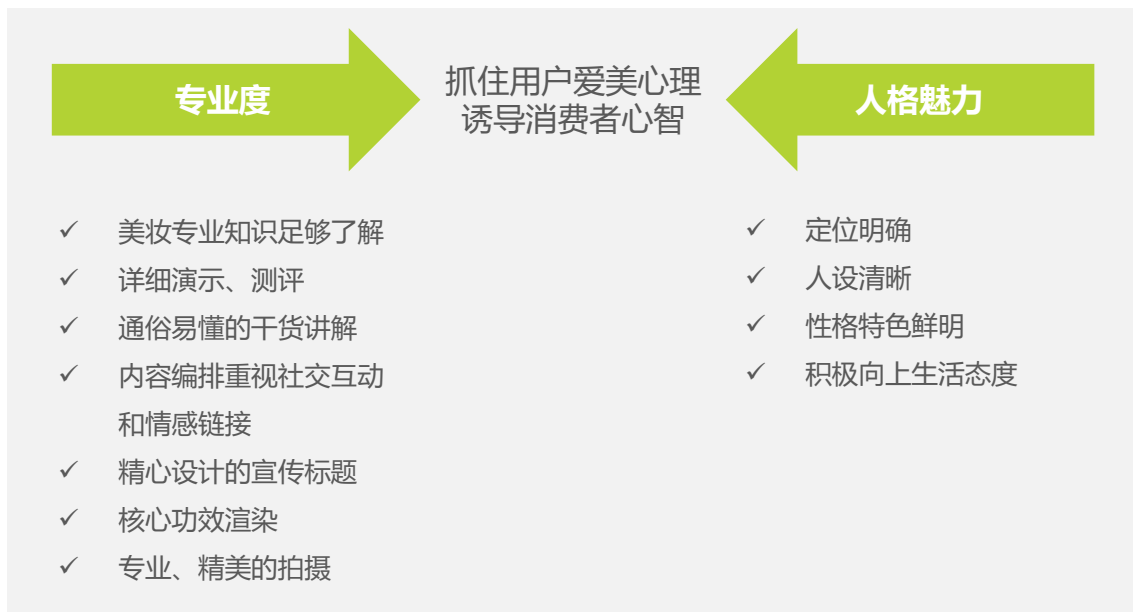 专业度
抓住用户爱美心理
诱导消费者心智
人格魅力
美妆专业知识足够了解
详细演示、测评
通俗易懂的干货讲解
内容编排重视社交互动
和情感链接
精心设计的宣传标题
核心功效渲染
专业、精美的拍摄
定位明确
人设清晰
性格特色鲜明
积极向上生活态度